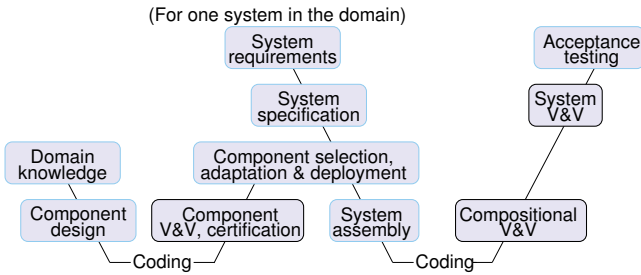 (For one system in the domain)
System
requirements
Acceptance
testing
System
specification
System
V&V
Domain
knowledge
Component selection,
adaptation & deployment
Component
design
Component
V&V, certification
System
assembly
Compositional
V&V
Coding
Coding